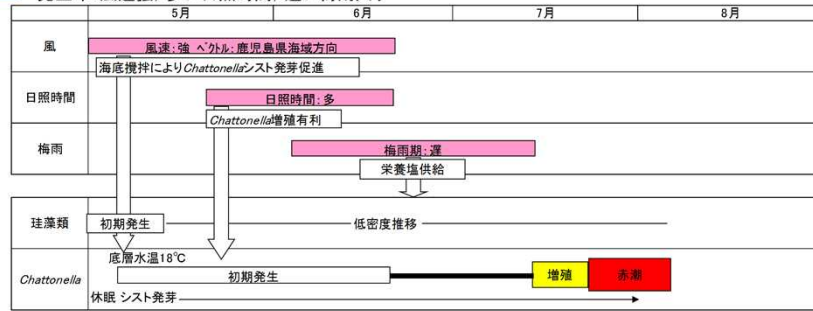 5月 6月 7月 8月
風
風速:強 ベクトル:鹿児島県海域方向
海底攪拌によりChattonellaシスト発芽促進
日照時間
日照時間:多
Chattonella増殖有利
梅雨
梅雨期:遅
栄養塩供給
珪藻類
初期発生
低密度推移
Chattonella
底層水温18℃
初期発生
増殖
赤潮
休眠 シスト発芽